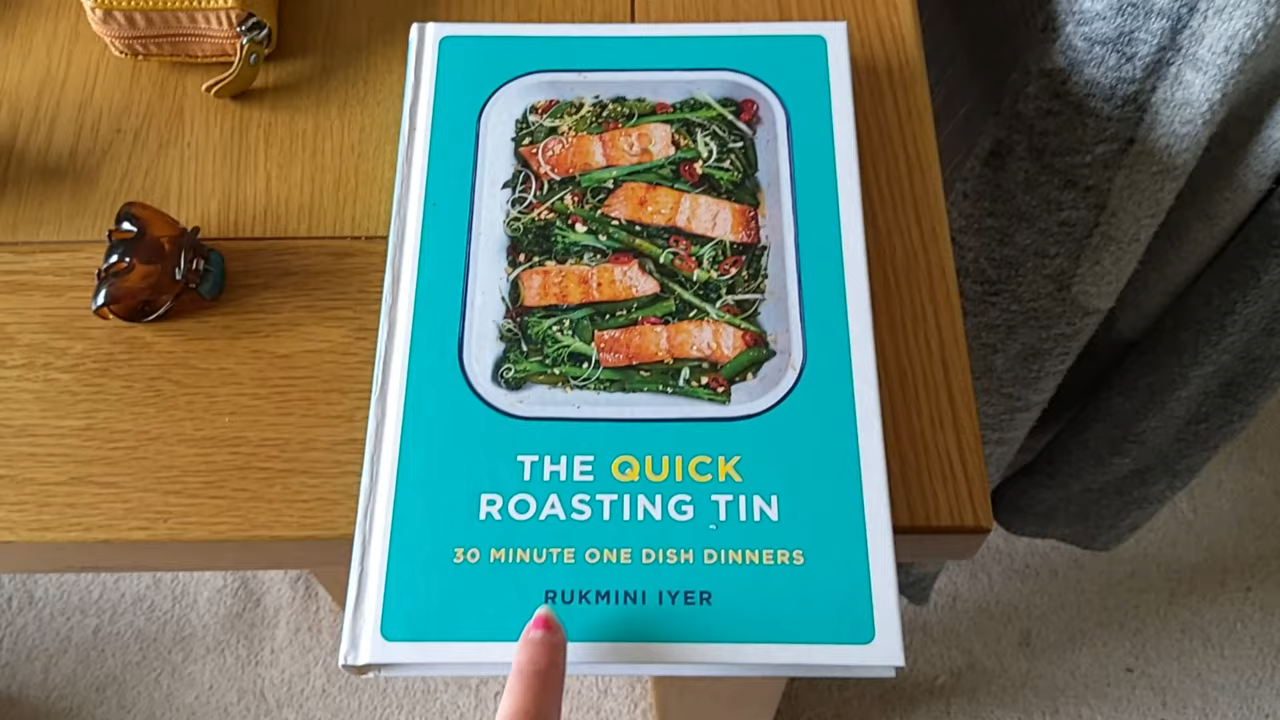 THE QUICK
ROASTING TIN
30 MINUTE ONE DISH DINNERS
RUKMINI IYER